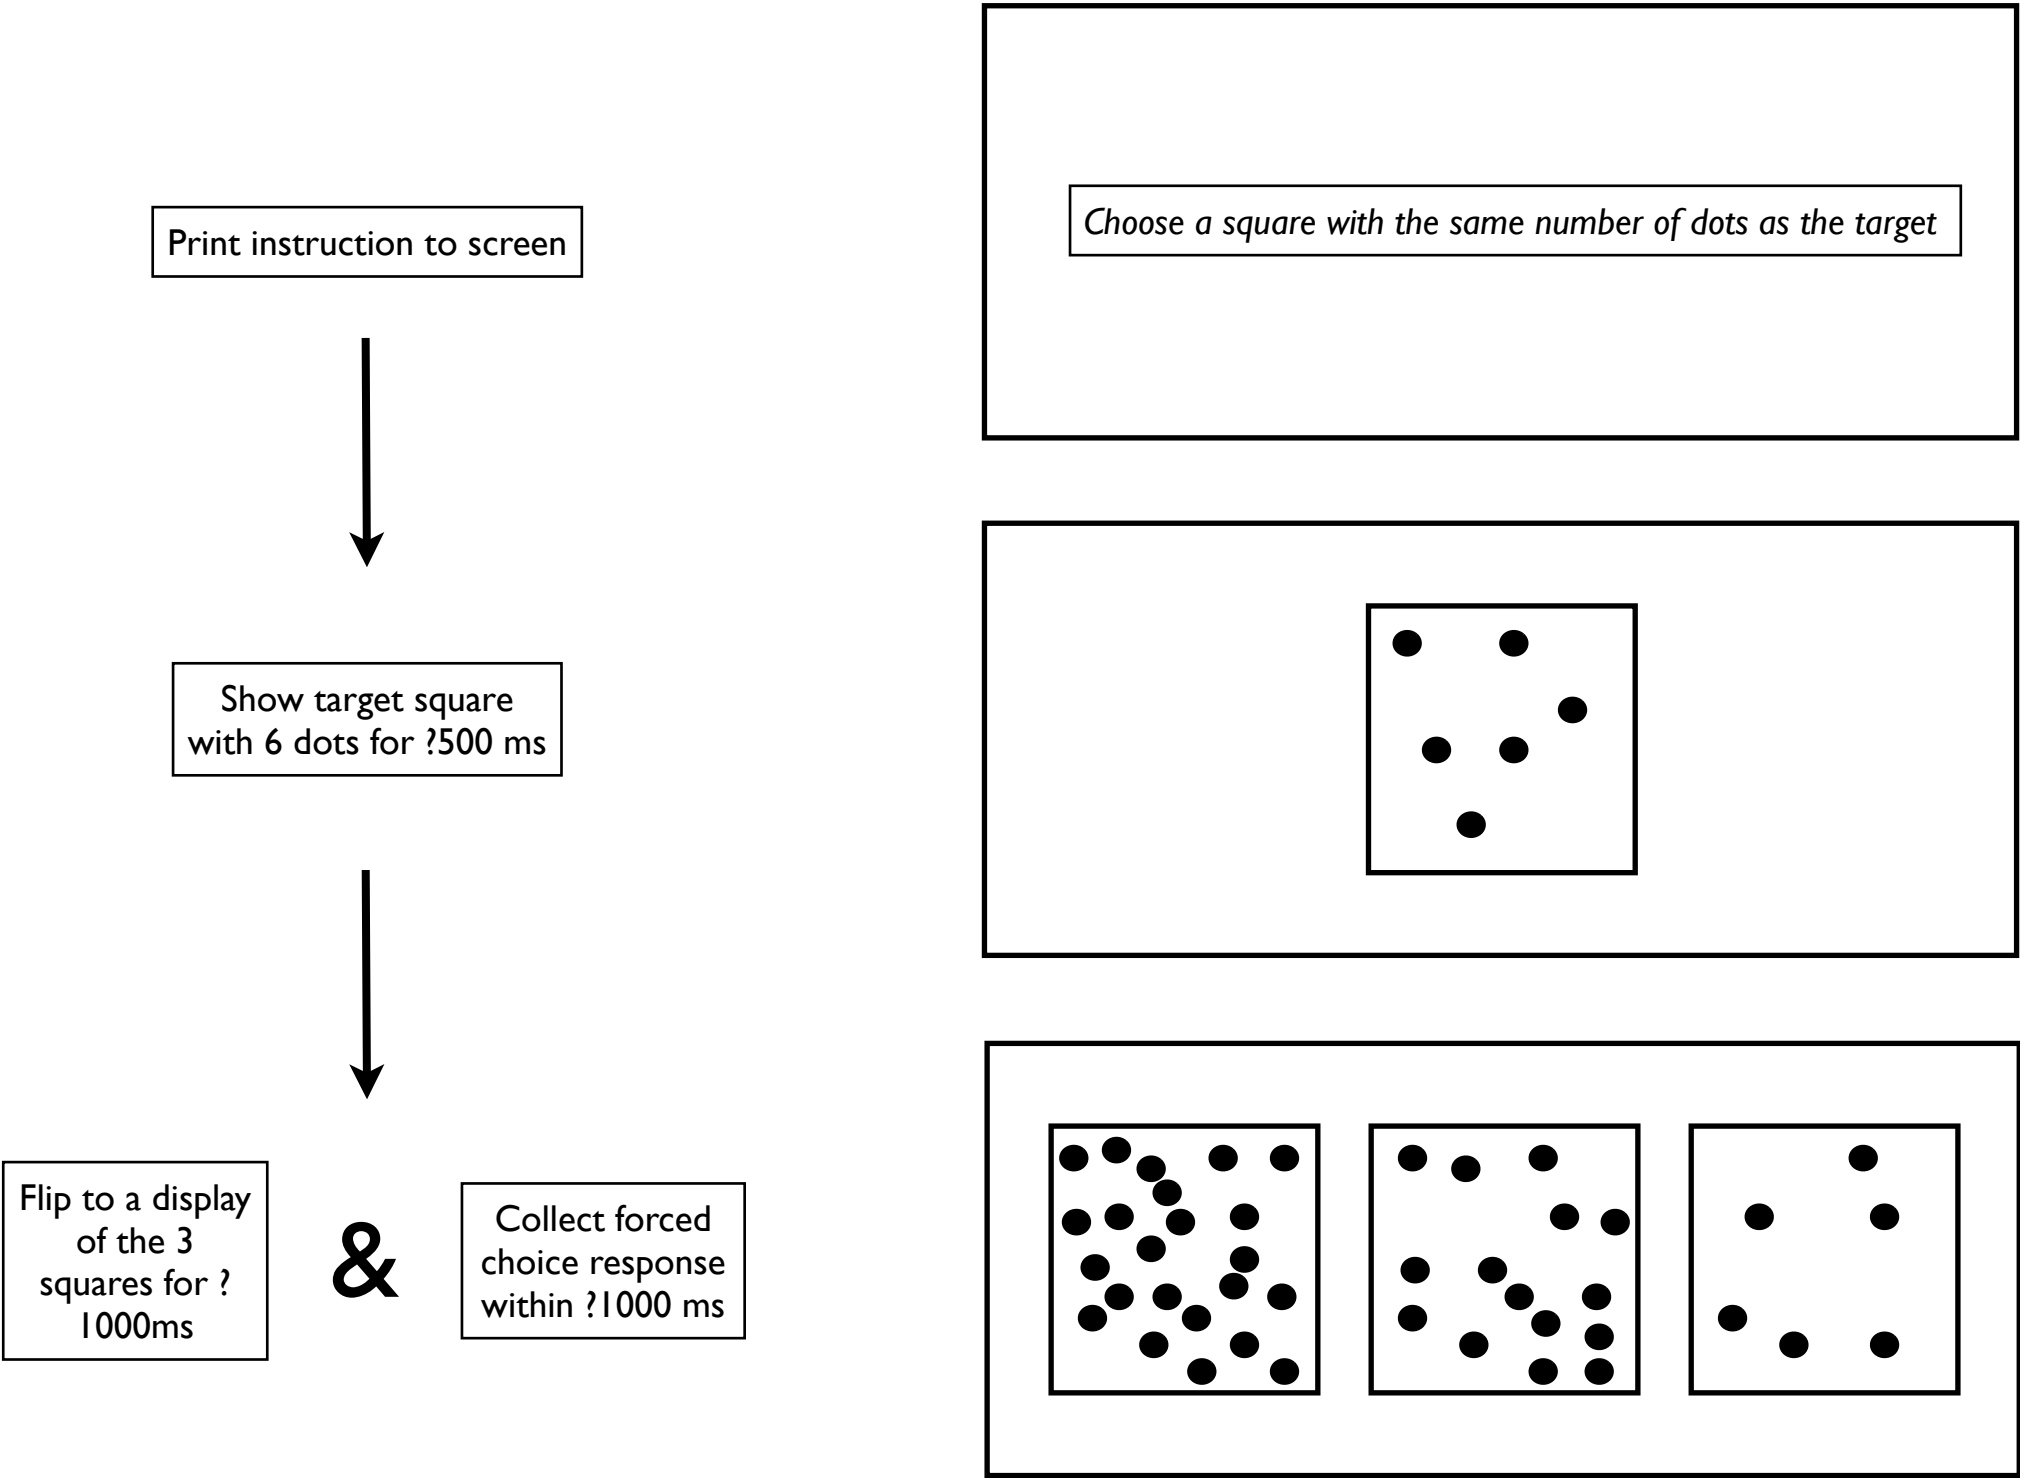 Print instruction to screen
Choose a square with the same number of dots as the target
Show target square
with 6 dots for ?500 ms
Flip to a display
of the 3
squares for ?
1000ms
&
Collect forced
choice response
within ?1000 ms